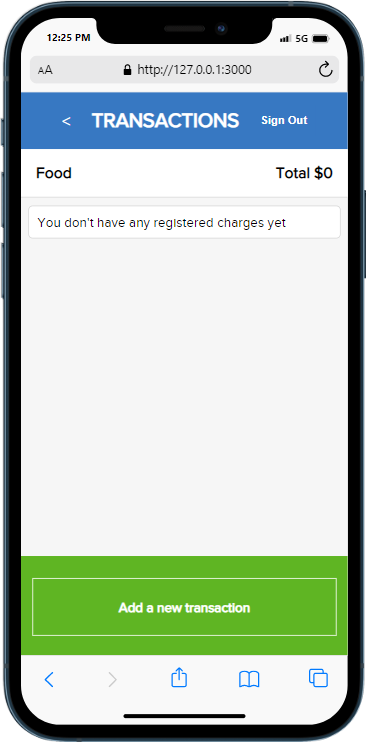 12:25 PM 5G
AA http://127.0.0.1:3000
< TRANSACTIONS Sign Out
Food Total $0
You don't have any registered charges yet
Add a new transaction